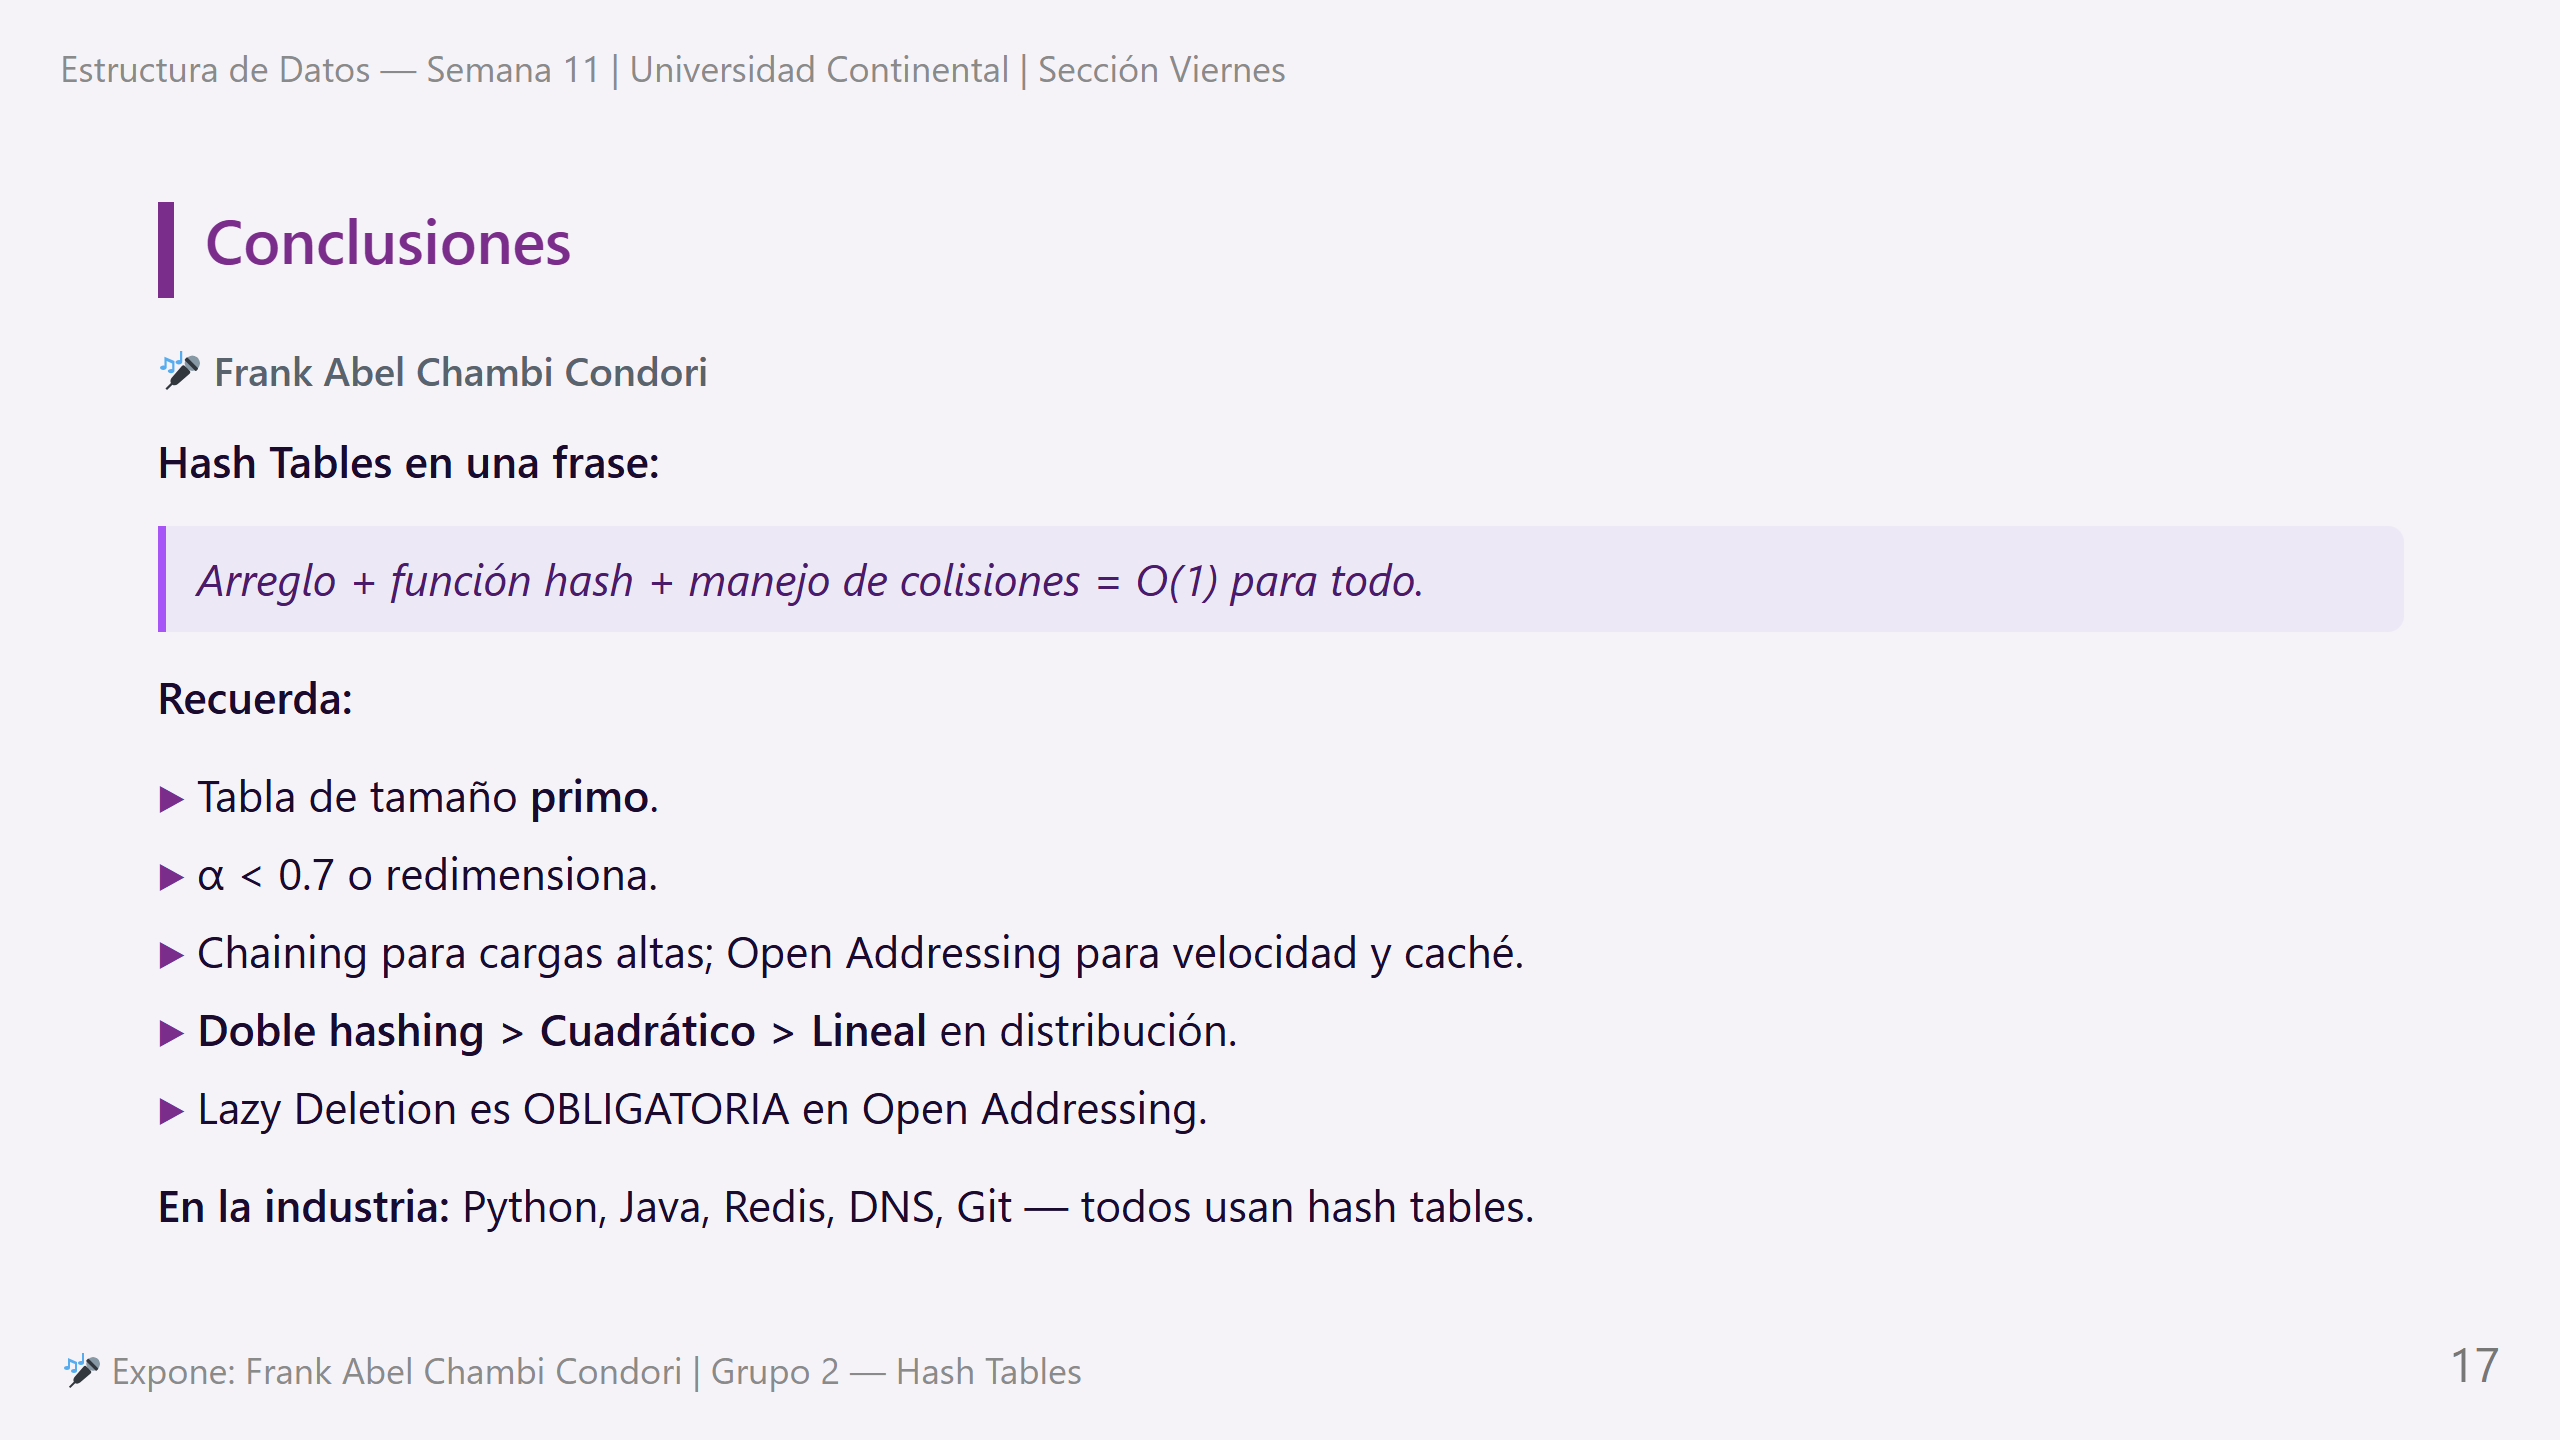 Estructura de Datos — Semana 11 | Universidad Continental | Sección Viernes
Conclusiones
🎤 Frank Abel Chambi Condori
Hash Tables en una frase:
Arreglo + función hash + manejo de colisiones = O(1) para todo.
Recuerda:
▶ Tabla de tamaño primo.
▶ α < 0.7 o redimensiona.
▶ Chaining para cargas altas; Open Addressing para velocidad y caché.
▶ Doble hashing > Cuadrático > Lineal en distribución.
▶ Lazy Deletion es OBLIGATORIA en Open Addressing.
En la industria: Python, Java, Redis, DNS, Git — todos usan hash tables.
🎤 Expone: Frank Abel Chambi Condori | Grupo 2 — Hash Tables
17